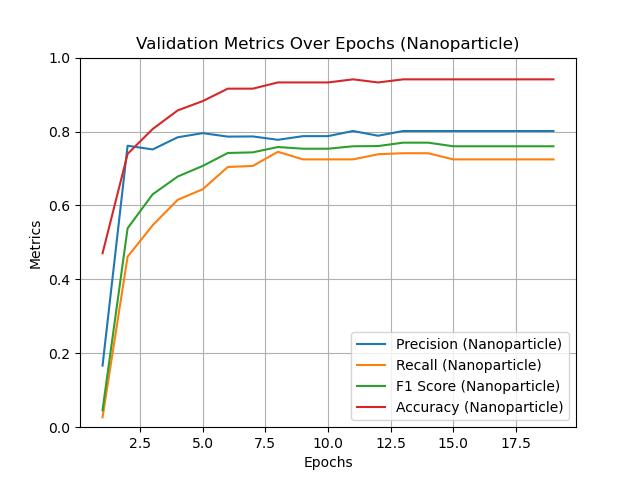 Validation Metrics Over Epochs (Nanoparticle)
1.0
0.8
0.6
0.4
0.2
0.0
Metrics
Precision (Nanoparticle)
Recall (Nanoparticle)
F1 Score (Nanoparticle)
Accuracy (Nanoparticle)
2.5 5.0 7.5 10.0 12.5 15.0 17.5
Epochs